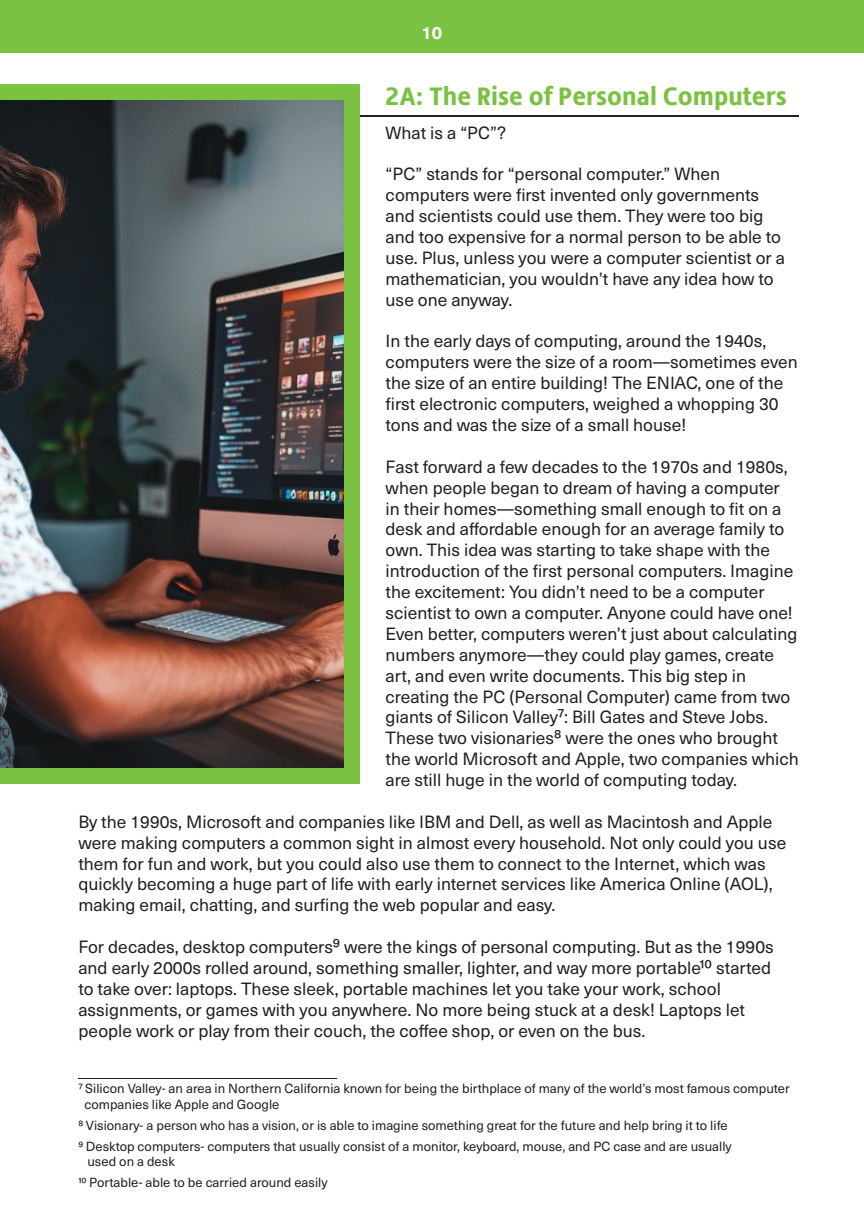 10
2A: The Rise of Personal Computers
What is a “PC”?
“PC” stands for “personal computer.” When
computers were first invented only governments
and scientists could use them. They were too big
and too expensive for a normal person to be able to
use. Plus, unless you were a computer scientist or a
mathematician, you wouldn’t have any idea how to
use one anyway.
In the early days of computing, around the 1940s,
computers were the size of a room—sometimes even
the size of an entire building! The ENIAC, one of the
first electronic computers, weighed a whopping 30
tons and was the size of a small house!
Fast forward a few decades to the 1970s and 1980s,
when people began to dream of having a computer
in their homes—something small enough to fit on a
desk and affordable enough for an average family to
own. This idea was starting to take shape with the
introduction of the first personal computers. Imagine
the excitement: You didn’t need to be a computer
scientist to own a computer. Anyone could have one!
Even better, computers weren’t just about calculating
numbers anymore—they could play games, create
art, and even write documents. This big step in
creating the PC (Personal Computer) came from two
giants of Silicon Valley⁷: Bill Gates and Steve Jobs.
These two visionaries⁸ were the ones who brought
the world Microsoft and Apple, two companies which
are still huge in the world of computing today.
By the 1990s, Microsoft and companies like IBM and Dell, as well as Macintosh and Apple
were making computers a common sight in almost every household. Not only could you use
them for fun and work, but you could also use them to connect to the Internet, which was
quickly becoming a huge part of life with early internet services like America Online (AOL),
making email, chatting, and surfing the web popular and easy.
For decades, desktop computers⁹ were the kings of personal computing. But as the 1990s
and early 2000s rolled around, something smaller, lighter, and way more portable¹⁰ started
to take over: laptops. These sleek, portable machines let you take your work, school
assignments, or games with you anywhere. No more being stuck at a desk! Laptops let
people work or play from their couch, the coffee shop, or even on the bus.
⁷ Silicon Valley- an area in Northern California known for being the birthplace of many of the world’s most famous computer
companies like Apple and Google
⁸ Visionary- a person who has a vision, or is able to imagine something great for the future and help bring it to life
⁹ Desktop computers- computers that usually consist of a monitor, keyboard, mouse, and PC case and are usually
used on a desk
¹⁰ Portable- able to be carried around easily